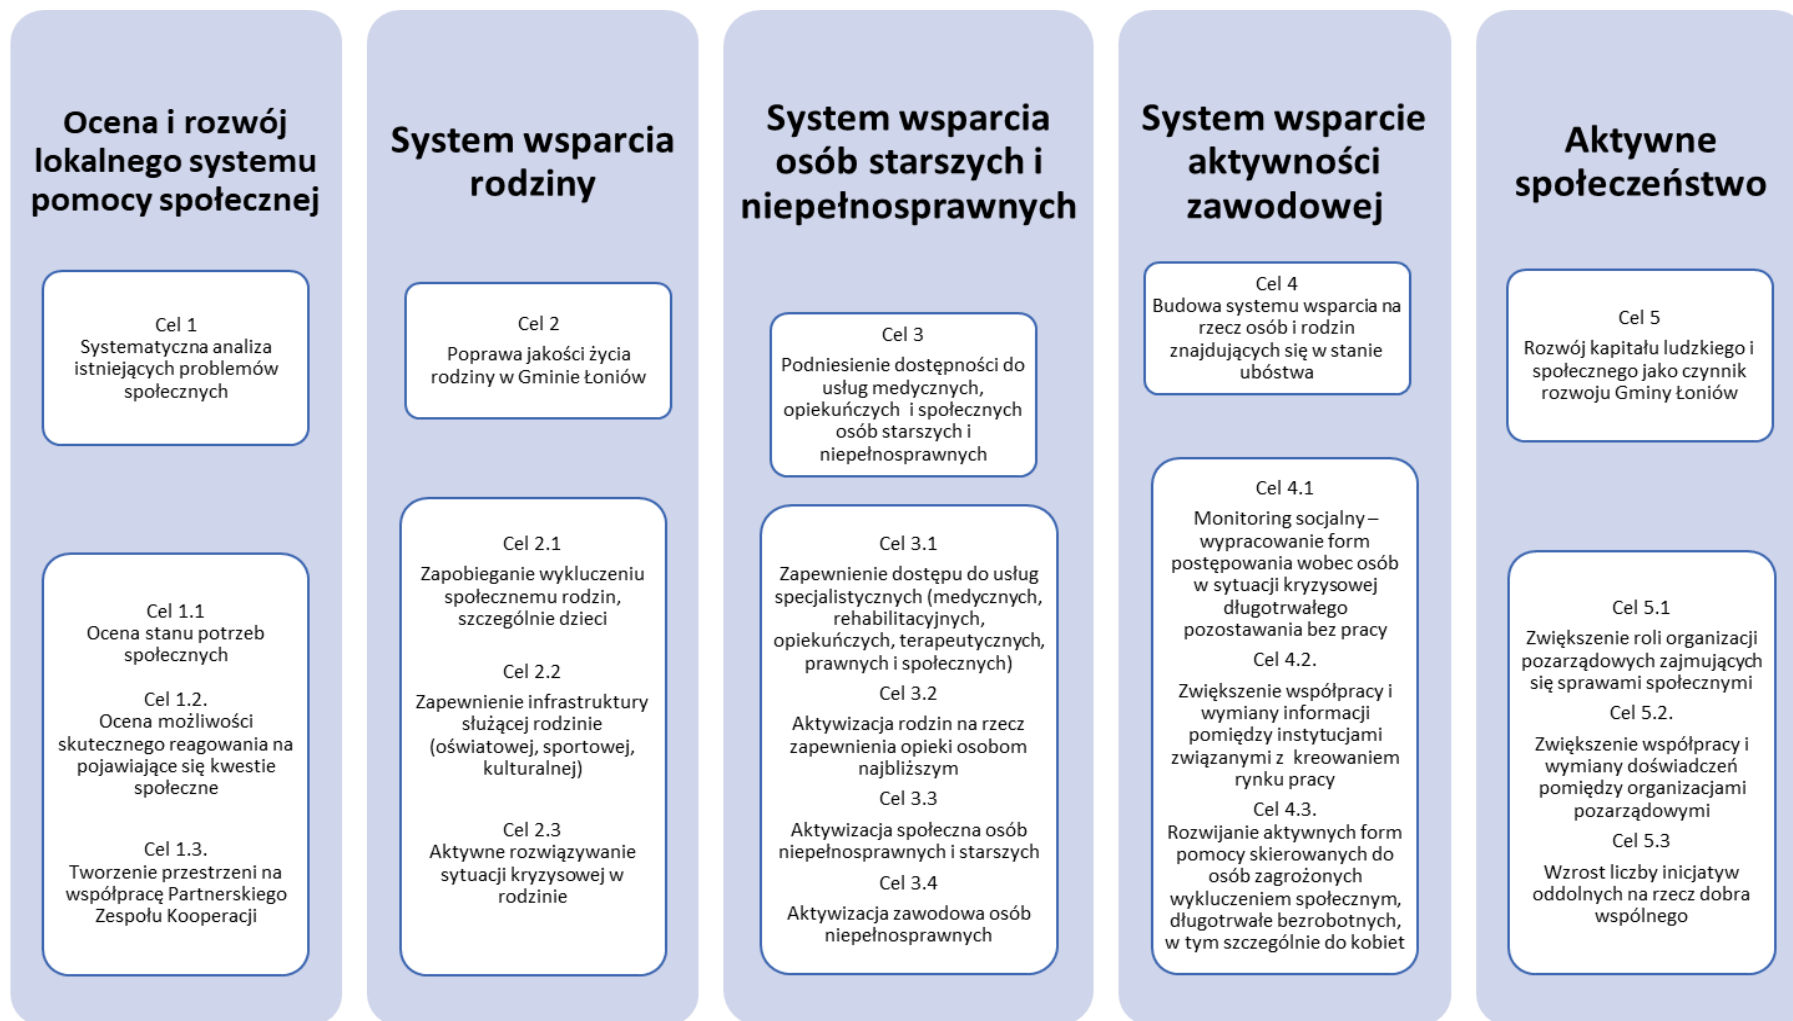 Ocena i rozwój
lokalnego systemu
pomocy społecznej
Cel 1
Systematyczna analiza
istniejących problemów
społecznych
Cel 1.1
Ocena stanu potrzeb
społecznych
Cel 1.2.
Ocena możliwości
skutecznego reagowania na
pojawiające się kwestie
społeczne
Cel 1.3.
Tworzenie przestrzeni na
współpracę Partnerskiego
Zespołu Kooperacji
System wsparcia
rodziny
Cel 2
Poprawa jakości życia
rodziny w Gminie Łoniów
Cel 2.1
Zapobieganie wykluczeniu
społecznemu rodzin,
szczególnie dzieci
Cel 2.2
Zapewnienie infrastruktury
służącej rodzinie
(oświatowej, sportowej,
kulturalnej)
Cel 2.3
Aktywne rozwiązywanie
sytuacji kryzysowej w
rodzinie
System wsparcia
osób starszych i
niepełnosprawnych
Cel 3
Podniesienie dostępności do
usług medycznych,
opiekuńczych i społecznych
osób starszych i
niepełnosprawnych
Cel 3.1
Zapewnienie dostępu do usług
specjalistycznych (medycznych,
rehabilitacyjnych,
opiekuńczych, terapeutycznych,
prawnych i społecznych)
Cel 3.2
Aktywizacja rodzin na rzecz
zapewnienia opieki osobom
najbliższym
Cel 3.3
Aktywizacja społeczna osób
niepełnosprawnych i starszych
Cel 3.4
Aktywizacja zawodowa osób
niepełnosprawnych
System wsparcie
aktywności
zawodowej
Cel 4
Budowa systemu wsparcia na
rzecz osób i rodzin
znajdujących się w stanie
ubóstwa
Cel 4.1
Monitoring socjalny –
wypracowanie form
postępowania wobec osób
w sytuacji kryzysowej
długotrwałego
pozostawania bez pracy
Cel 4.2.
Zwiększenie współpracy i
wymiany informacji
pomiędzy instytucjami
związanymi z kreowaniem
rynku pracy
Cel 4.3.
Rozwijanie aktywnych form
pomocy skierowanych do
osób zagrożonych
wykluczeniem społecznym,
długotrwałe bezrobotnych,
w tym szczególnie do kobiet
Aktywne
społeczeństwo
Cel 5
Rozwój kapitału ludzkiego i
społecznego jako czynnik
rozwoju Gminy Łoniów
Cel 5.1
Zwiększenie roli organizacji
pozarządowych zajmujących
się sprawami społecznymi
Cel 5.2.
Zwiększenie współpracy i
wymiany doświadczeń
pomiędzy organizacjami
pozarządowymi
Cel 5.3
Wzrost liczby inicjatyw
oddolnych na rzecz dobra
wspólnego